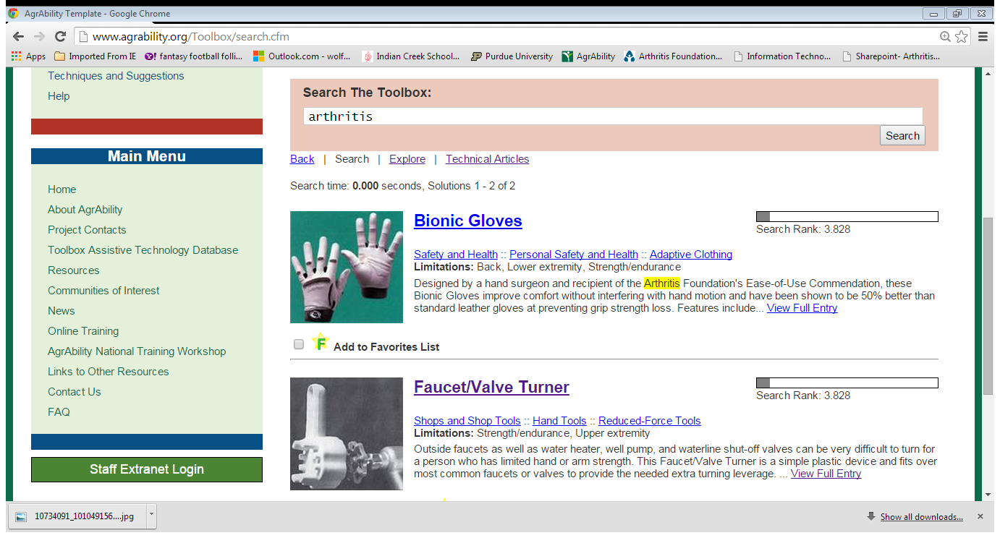 AgrAbility Template - Google Chrome
www.agrability.org/Toolbox/search.cfm
Apps Imported From IE fantasy football folli... Outlook.com - wolf... Indian Creek School... Purdue University AgrAbility Arthritis Foundation... Information Techno... Sharepoint- Arthritis...
Techniques and Suggestions
Help
Main Menu
Home
About AgrAbility
Project Contacts
Toolbox Assistive Technology Database
Resources
Communities of Interest
News
Online Training
AgrAbility National Training Workshop
Links to Other Resources
Contact Us
FAQ
Staff Extranet Login
Search The Toolbox:
arthritis
Search
Back | Search | Explore | Technical Articles
Search time: 0.000 seconds, Solutions 1 - 2 of 2
Bionic Gloves
Search Rank: 3.828
Safety and Health :: Personal Safety and Health :: Adaptive Clothing
Limitations: Back, Lower extremity, Strength/endurance
Designed by a hand surgeon and recipient of the Arthritis Foundation's Ease-of-Use Commendation, these
Bionic Gloves improve comfort without interfering with hand motion and have been shown to be 50% better than
standard leather gloves at preventing grip strength loss. Features include... View Full Entry
F Add to Favorites List
Faucet/Valve Turner
Search Rank: 3.828
Shops and Shop Tools :: Hand Tools :: Reduced-Force Tools
Limitations: Strength/endurance, Upper extremity
Outside faucets as well as water heater, well pump, and waterline shut-off valves can be very difficult to turn for
a person who has limited hand or arm strength. This Faucet/Valve Turner is a simple plastic device and fits over
most common faucets or valves to provide the needed extra turning leverage. ... View Full Entry
10734091_101049156....jpg
Show all downloads...